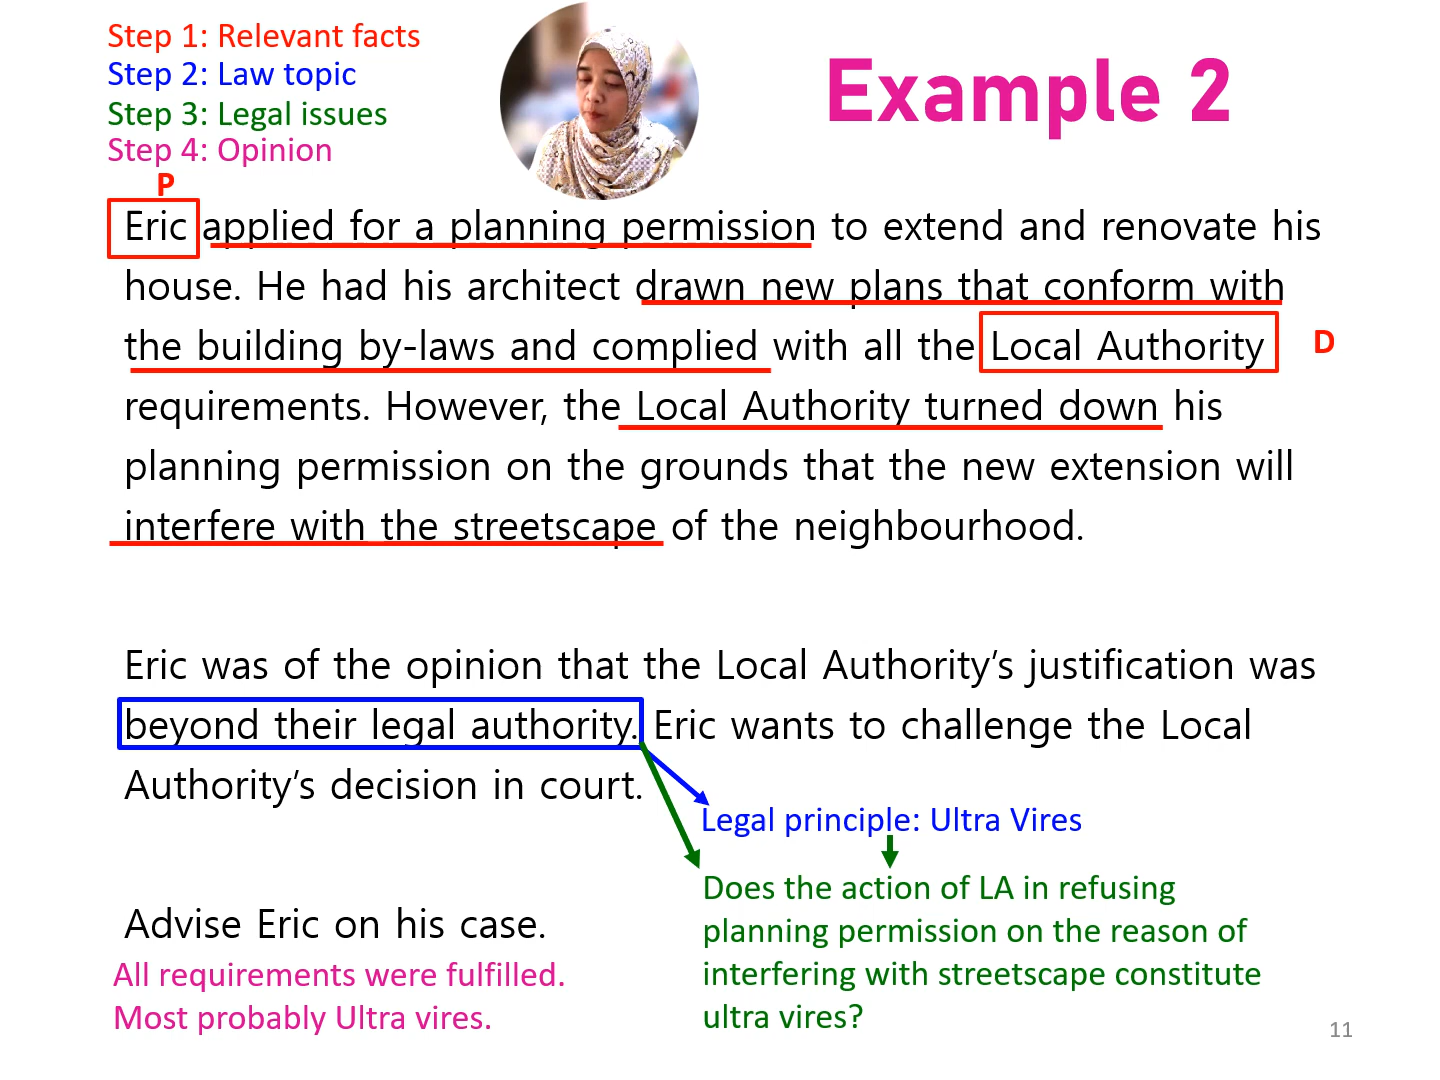 Step 1: Relevant facts
Step 2: Law topic
Step 3: Legal issues
Step 4: Opinion
Example 2
P
Eric applied for a planning permission to extend and renovate his
house. He had his architect drawn new plans that conform with
the building by-laws and complied with all the Local Authority
D
requirements. However, the Local Authority turned down his
planning permission on the grounds that the new extension will
interfere with the streetscape of the neighbourhood.
Eric was of the opinion that the Local Authority’s justification was
beyond their legal authority. Eric wants to challenge the Local
Authority’s decision in court.
Legal principle: Ultra Vires
Does the action of LA in refusing
planning permission on the reason of
interfering with streetscape constitute
ultra vires?
Advise Eric on his case.
All requirements were fulfilled.
Most probably Ultra vires.
11